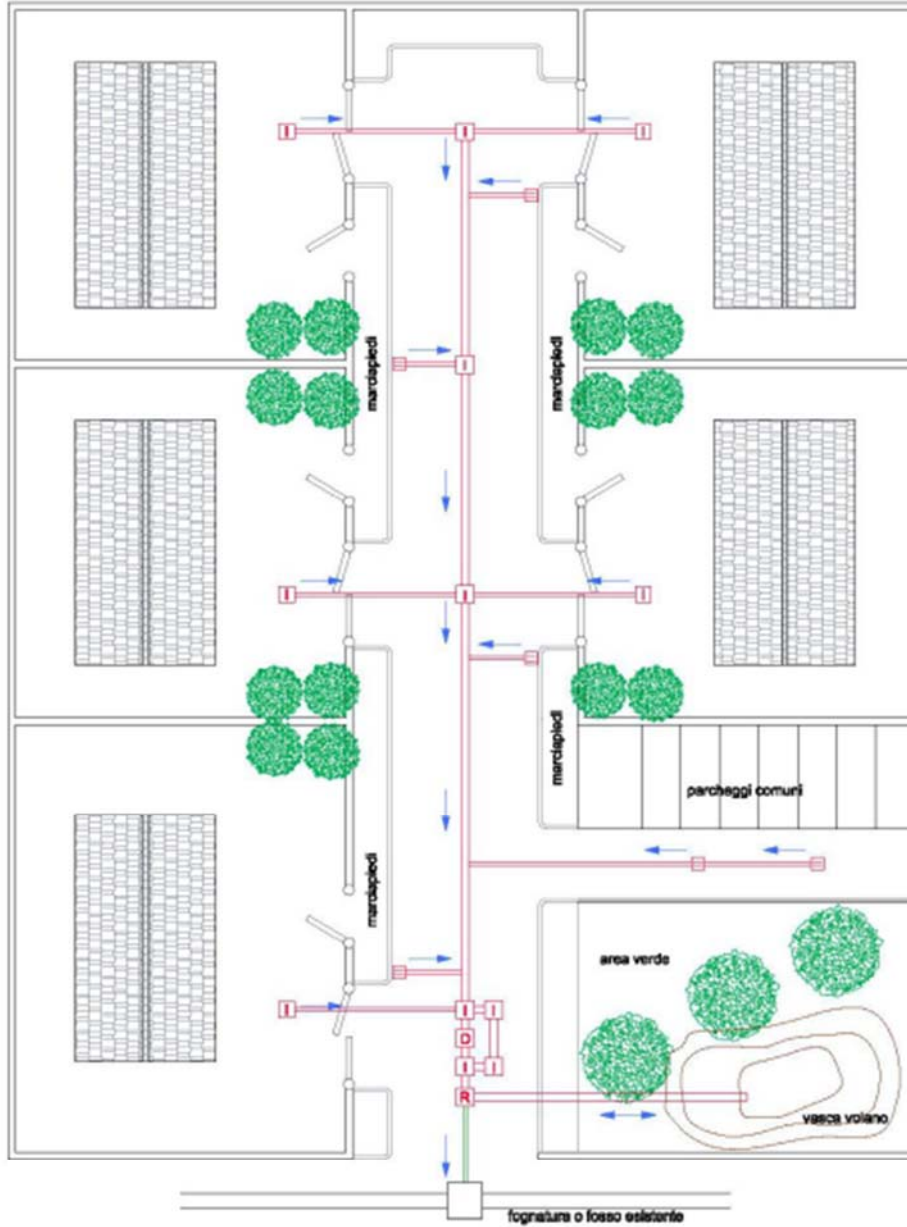 I
I
I
marciapiedi
marciapiedi
I
I
I
I
marciapiedi
parcheggi comuni
marciapiedi
area verde
I
I
I
D
I
I
R
vasca volano
fognatura o fosso esistente